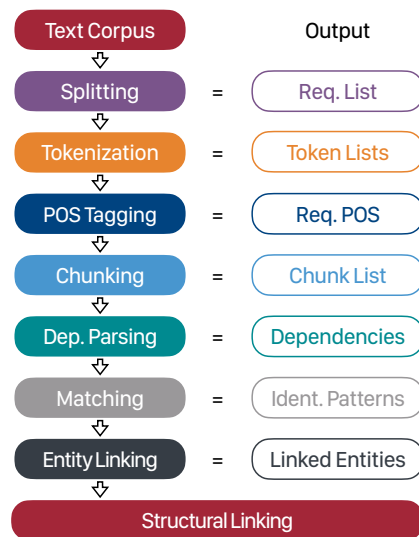 Text Corpus Output
Splitting = Req. List
Tokenization = Token Lists
POS Tagging = Req. POS
Chunking = Chunk List
Dep. Parsing = Dependencies
Matching = Ident. Patterns
Entity Linking = Linked Entities
Structural Linking